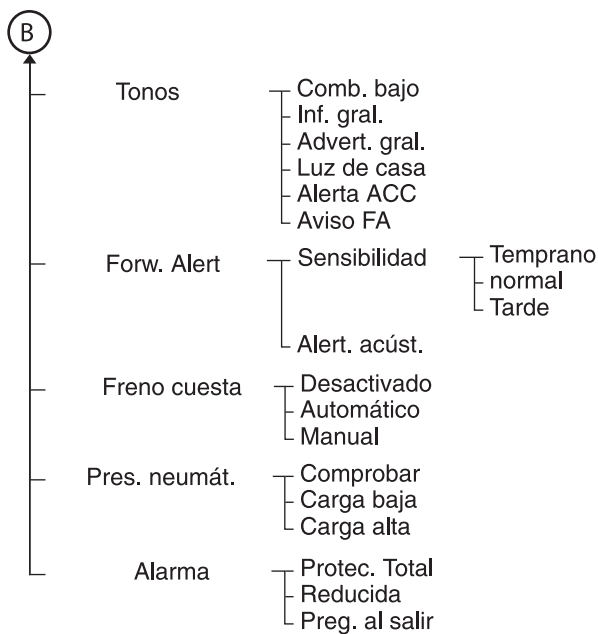 B
Tonos
Comb. bajo
Inf. gral.
Advert. gral.
Luz de casa
Alerta ACC
Aviso FA
Forw. Alert
Sensibilidad
Temprano
normal
Tarde
Alert. acúst.
Freno cuesta
Desactivado
Automático
Manual
Pres. neumát.
Comprobar
Carga baja
Carga alta
Alarma
Protec. Total
Reducida
Preg. al salir